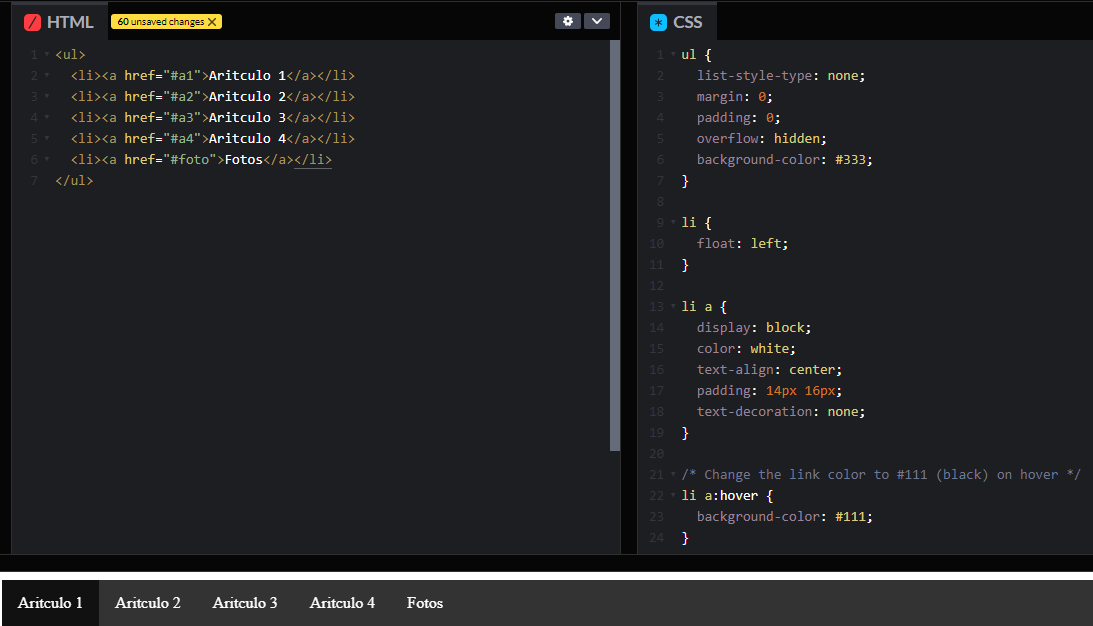 HTML
60 unsaved changes X
1 <ul>
2 <li><a href="#a1">Aritculo 1</a></li>
3 <li><a href="#a2">Aritculo 2</a></li>
4 <li><a href="#a3">Aritculo 3</a></li>
5 <li><a href="#a4">Aritculo 4</a></li>
6 <li><a href="#foto">Fotos</a></li>
7 </ul>
CSS
1 ul {
2 list-style-type: none;
3 margin: 0;
4 padding: 0;
5 overflow: hidden;
6 background-color: #333;
7 }
8
9 li {
10 float: left;
11 }
12
13 li a {
14 display: block;
15 color: white;
16 text-align: center;
17 padding: 14px 16px;
18 text-decoration: none;
19 }
20
21 /* Change the link color to #111 (black) on hover */
22 li a:hover {
23 background-color: #111;
24 }
Aritculo 1 Aritculo 2 Aritculo 3 Aritculo 4 Fotos